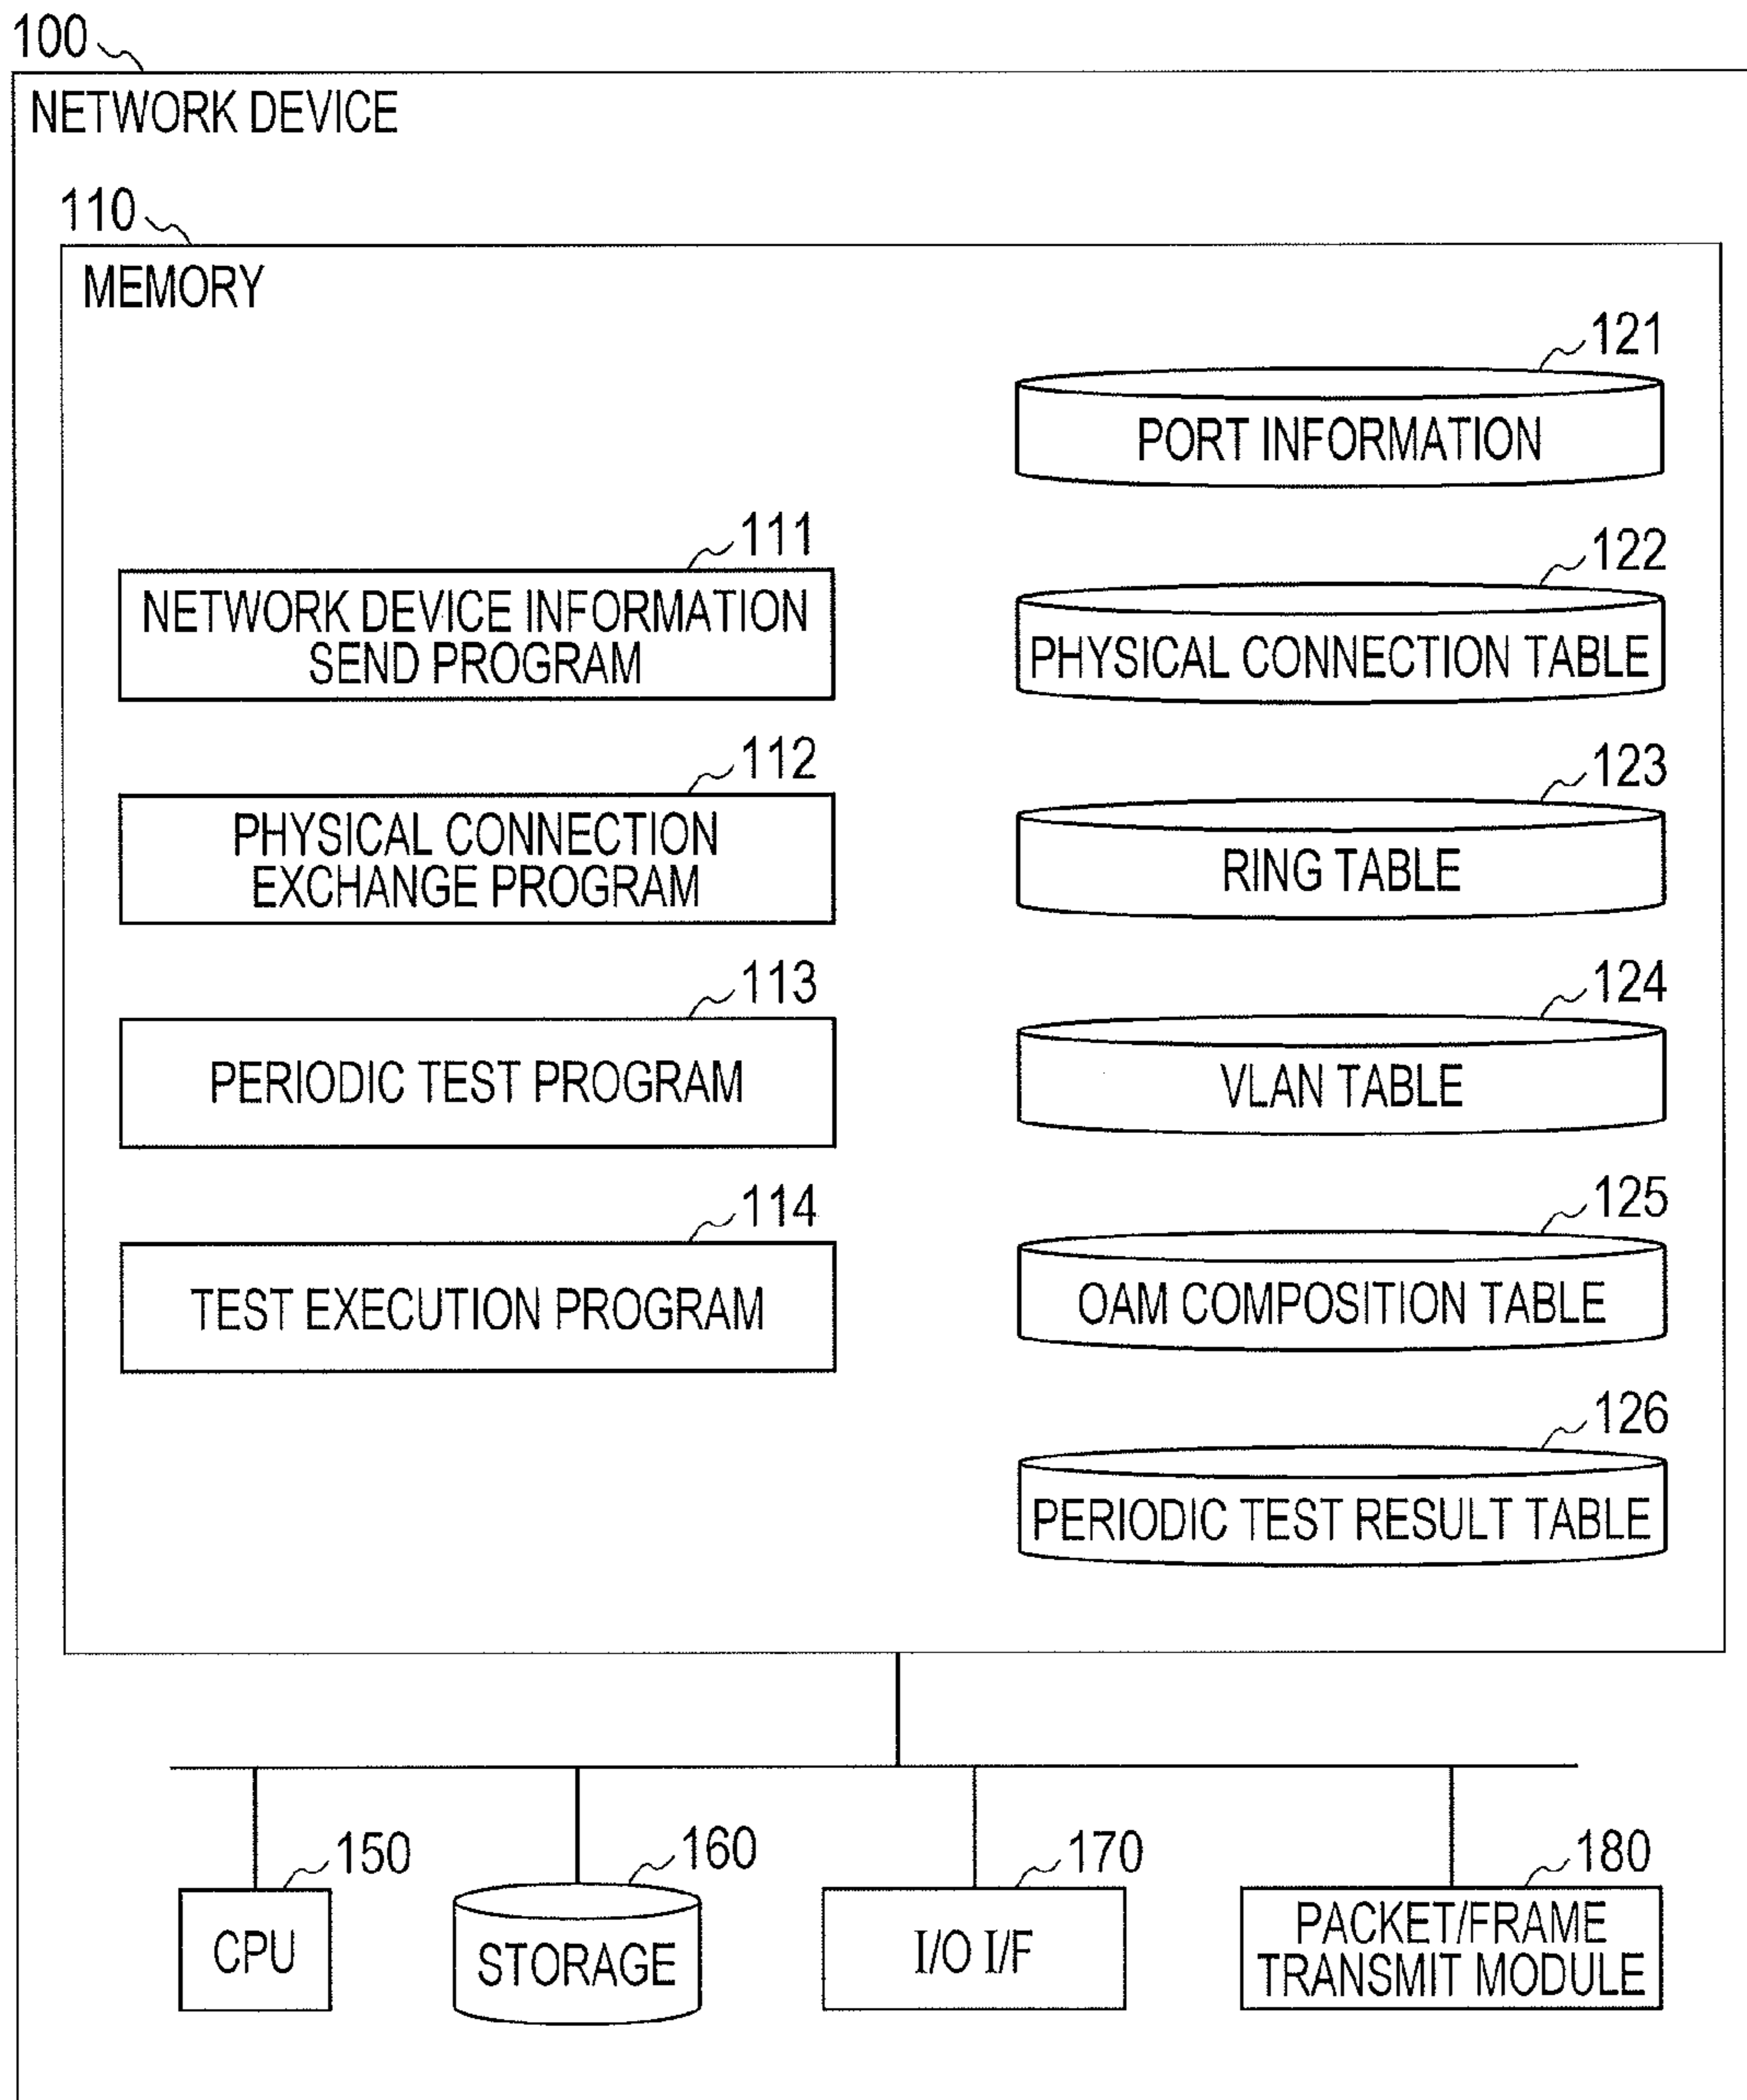 100
NETWORK DEVICE
110
MEMORY
121
PORT INFORMATION
111
NETWORK DEVICE INFORMATION
SEND PROGRAM
122
PHYSICAL CONNECTION TABLE
112
PHYSICAL CONNECTION
EXCHANGE PROGRAM
123
RING TABLE
113
PERIODIC TEST PROGRAM
124
VLAN TABLE
114
TEST EXECUTION PROGRAM
125
OAM COMPOSITION TABLE
126
PERIODIC TEST RESULT TABLE
150
CPU
160
STORAGE
170
I/O I/F
180
PACKET/FRAME
TRANSMIT MODULE